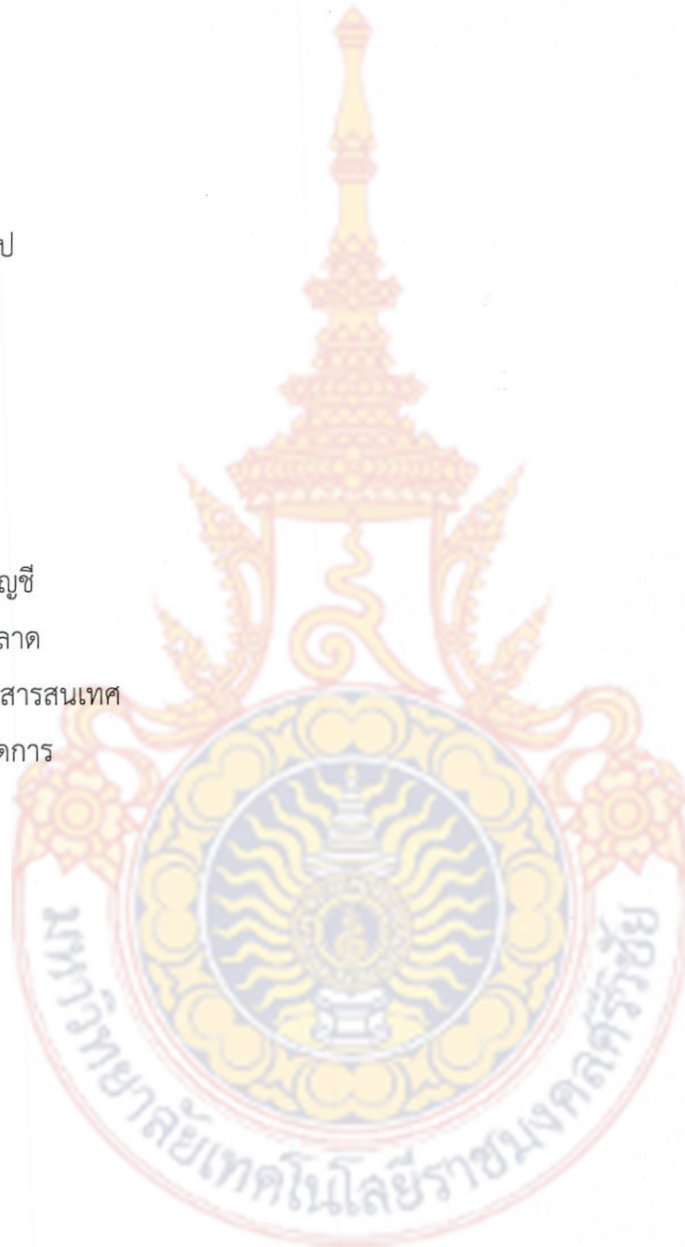 ป
ญชี
ลาด
สารสนเทศ
ดการ
มหาวิทยาลัยเทคโนโลยีราชมงคลศรีวิชัย